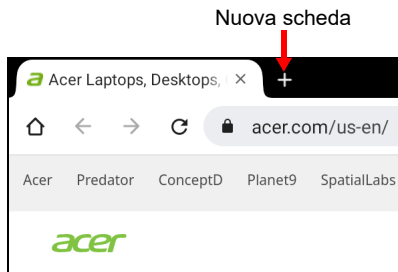 Nuova scheda
Acer Laptops, Desktops,
acer.com/us-en/
Acer Predator ConceptD Planet9 SpatialLabs
acer